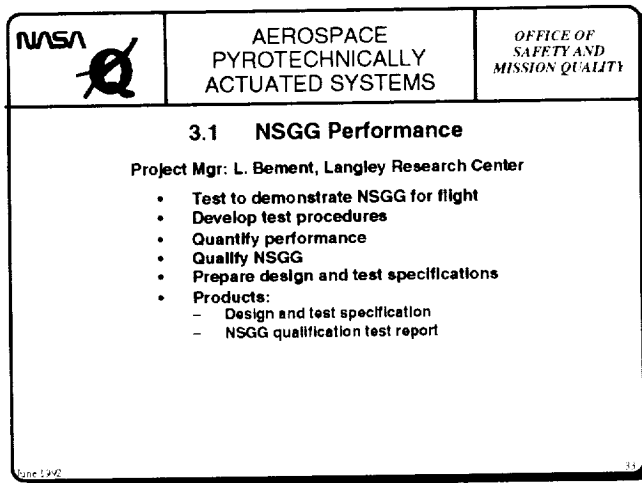 NASA
Q
AEROSPACE
PYROTECHNICALLY
ACTUATED SYSTEMS
OFFICE OF
SAFETY AND
MISSION QUALITY
3.1 NSGG Performance
Project Mgr: L. Bement, Langley Research Center
• Test to demonstrate NSGG for flight
• Develop test procedures
• Quantify performance
• Qualify NSGG
• Prepare design and test specifications
• Products:
– Design and test specification
– NSGG qualification test report
June 1992
33